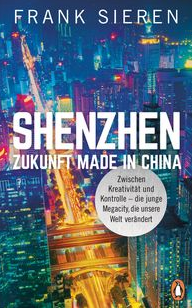 FRANK SIEREN
SHENZHEN
ZUKUNFT MADE IN CHINA
Zwischen
Kreativität und
Kontrolle – die junge
Megacity, die unsere
Welt verändert